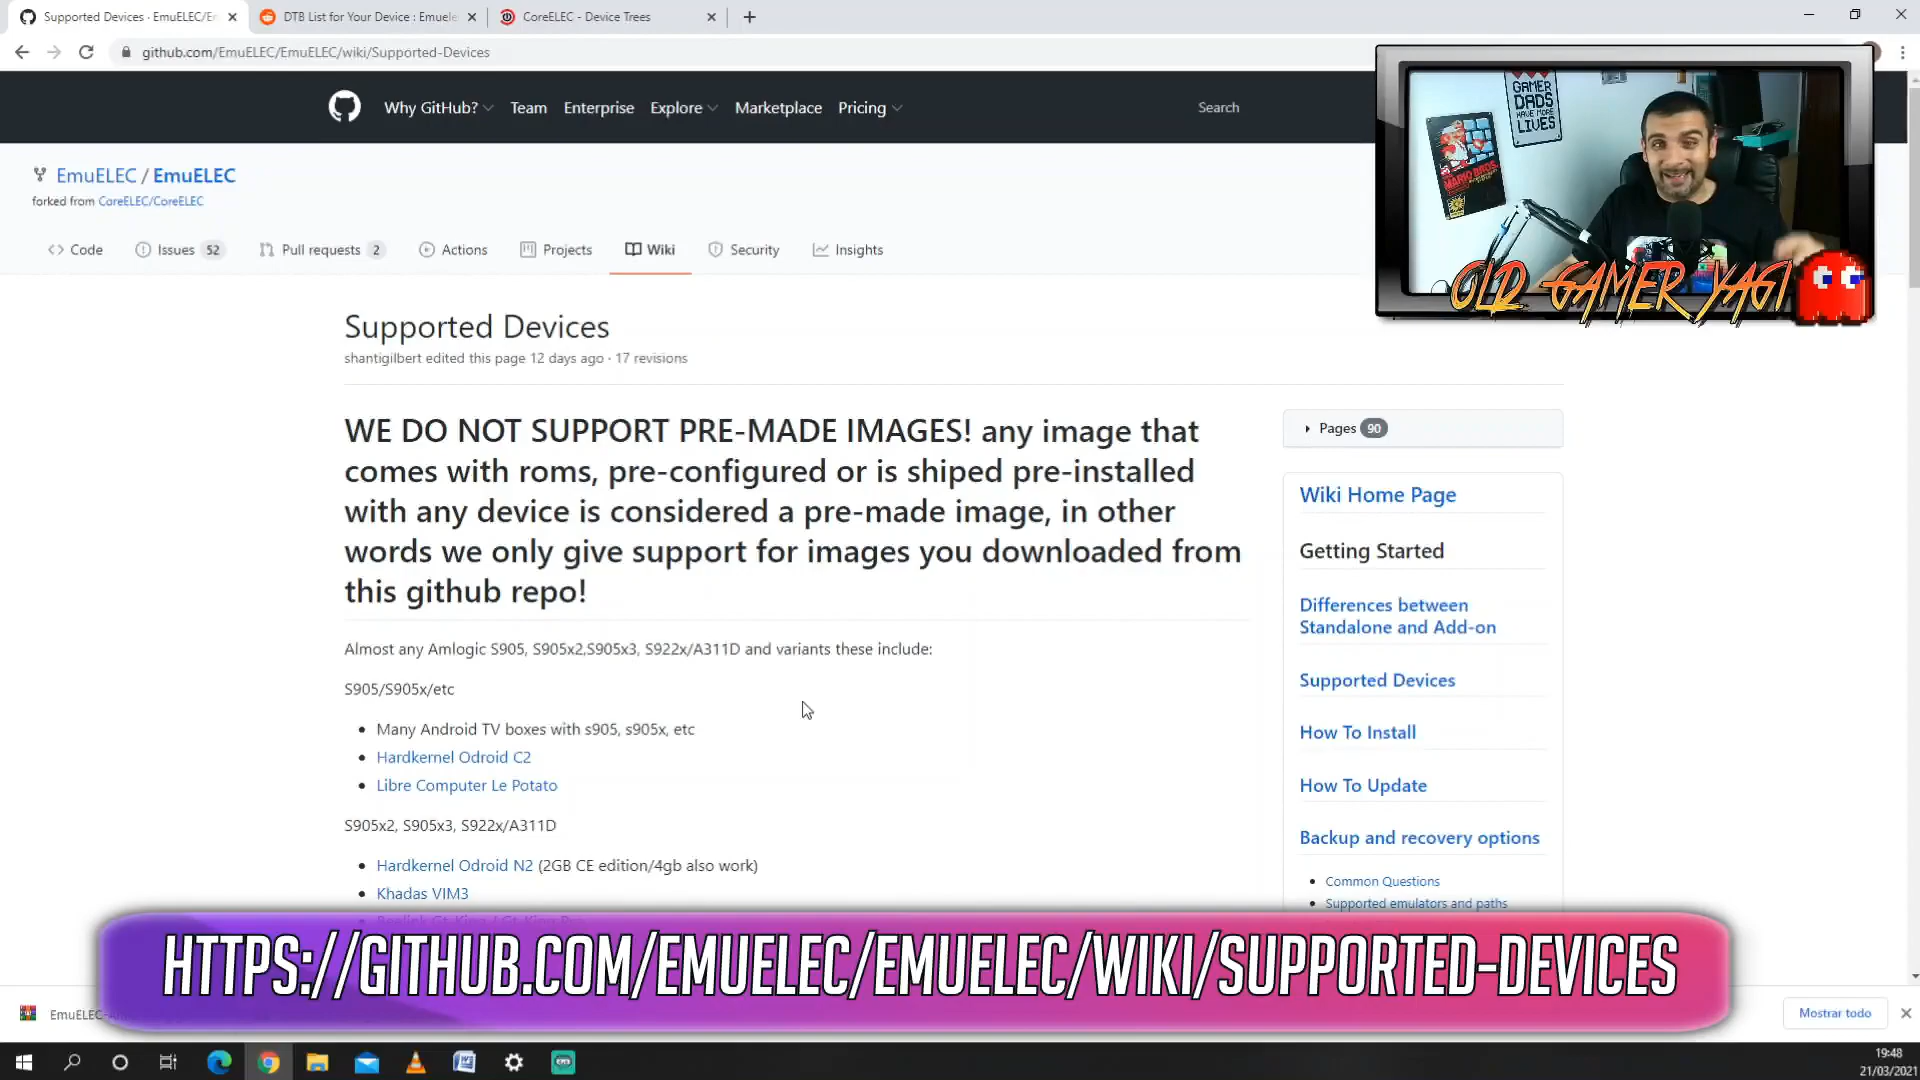 Supported Devices · EmuELEC/E
DTB List for Your Device : Emuele
CoreELEC - Device Trees
github.com/EmuELEC/EmuELEC/wiki/Supported-Devices
Why GitHub?
Team
Enterprise
Explore
Marketplace
Pricing
Search
EmuELEC / EmuELEC
forked from CoreELEC/CoreELEC
Code
Issues 52
Pull requests 2
Actions
Projects
Wiki
Security
Insights
GAMER
DADS
HAVE MORE
LIVES
MARIO BROS.
OLD GAMER YAGI
Supported Devices
shantigilbert edited this page 12 days ago · 17 revisions
WE DO NOT SUPPORT PRE-MADE IMAGES! any image that
comes with roms, pre-configured or is shiped pre-installed
with any device is considered a pre-made image, in other
words we only give support for images you downloaded from
this github repo!
Almost any Amlogic S905, S905x2,S905x3, S922x/A311D and variants these include:
S905/S905x/etc
Many Android TV boxes with s905, s905x, etc
Hardkernel Odroid C2
Libre Computer Le Potato
S905x2, S905x3, S922x/A311D
Hardkernel Odroid N2 (2GB CE edition/4gb also work)
Khadas VIM3
Pages 90
Wiki Home Page
Getting Started
Differences between
Standalone and Add-on
Supported Devices
How To Install
How To Update
Backup and recovery options
Common Questions
Supported emulators and paths
HTTPS://GITHUB.COM/EMUELEC/EMUELEC/WIKI/SUPPORTED-DEVICES
EmuELEC-
Mostrar todo
19:48
21/03/2021